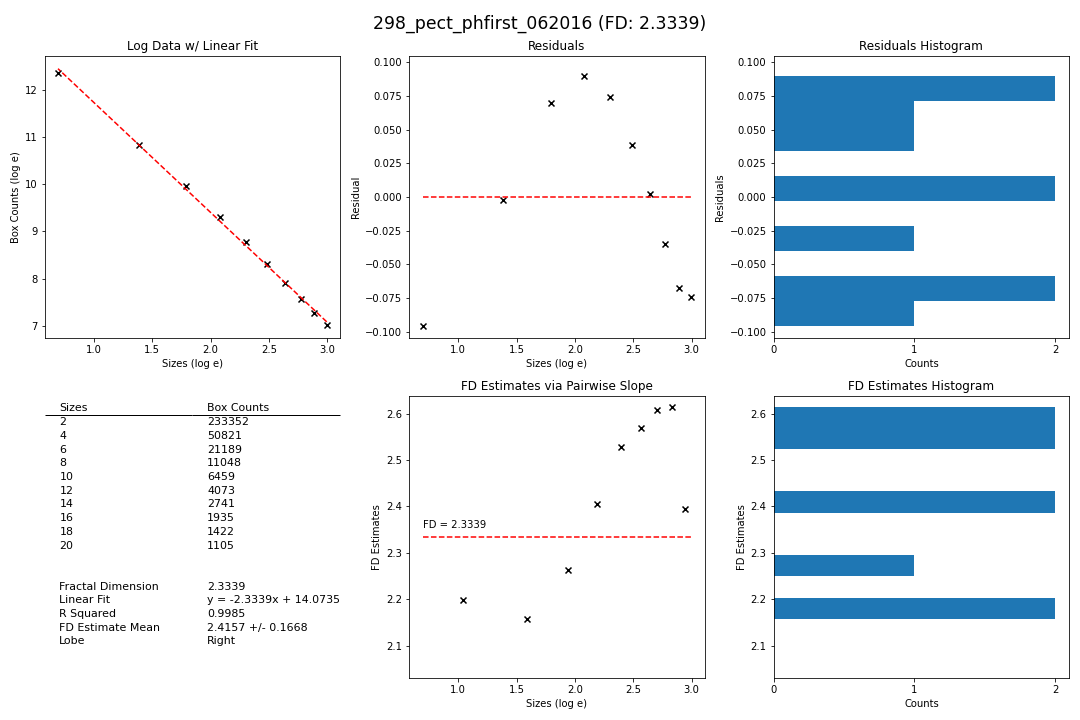 298_pect_phfirst_062016 (FD: 2.3339)
Log Data w/ Linear Fit
Box Counts (log e)
12
11
10
9
8
7
1.0 1.5 2.0 2.5 3.0
Sizes (log e)
Residuals
Residual
0.100
0.075
0.050
0.025
0.000
−0.025
−0.050
−0.075
−0.100
1.0 1.5 2.0 2.5 3.0
Sizes (log e)
Residuals Histogram
Residuals
0.100
0.075
0.050
0.025
0.000
−0.025
−0.050
−0.075
−0.100
0 1 2
Counts
Sizes Box Counts
2 233352
4 50821
6 21189
8 11048
10 6459
12 4073
14 2741
16 1935
18 1422
20 1105
Fractal Dimension 2.3339
Linear Fit y = -2.3339x + 14.0735
R Squared 0.9985
FD Estimate Mean 2.4157 +/- 0.1668
Lobe Right
FD Estimates via Pairwise Slope
FD Estimates
2.6
2.5
2.4
2.3
2.2
2.1
FD = 2.3339
1.0 1.5 2.0 2.5 3.0
Sizes (log e)
FD Estimates Histogram
FD Estimates
2.6
2.5
2.4
2.3
2.2
2.1
0 1 2
Counts